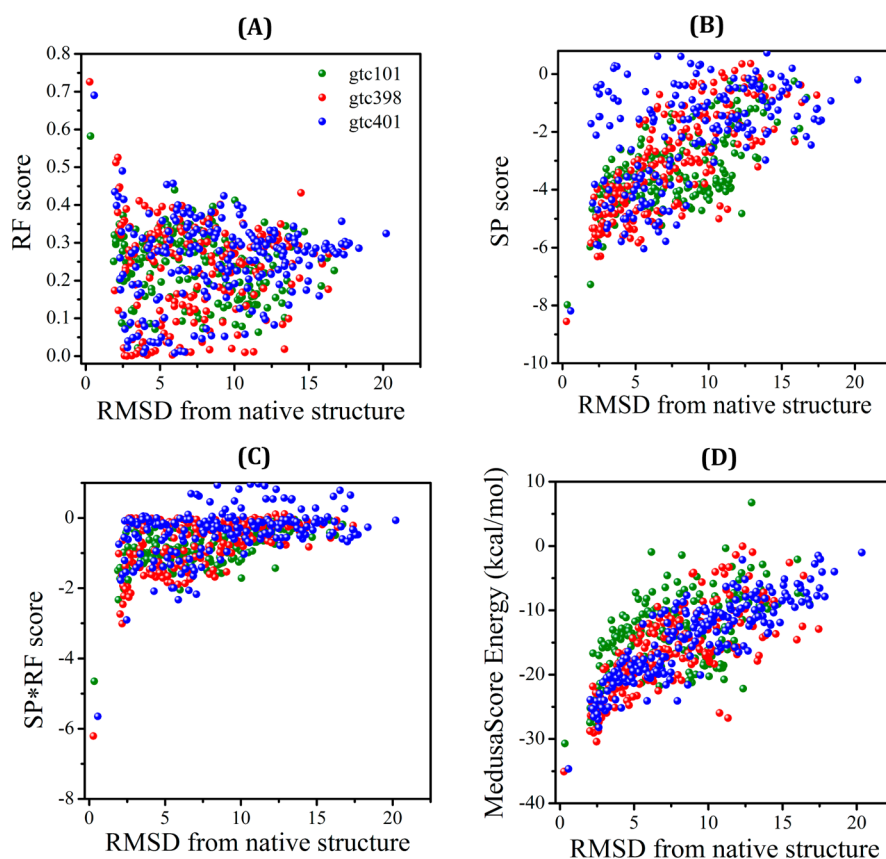 (A)
0.8
0.7
0.6
0.5
0.4
0.3
0.2
0.1
0.0
RF score
gtc101
gtc398
gtc401
0 5 10 15 20
RMSD from native structure
(B)
0
-2
-4
-6
-8
-10
SP score
0 5 10 15 20
RMSD from native structure
(C)
0
-2
-4
-6
-8
SP*RF score
0 5 10 15 20
RMSD from native structure
(D)
10
0
-10
-20
-30
-40
MedusaScore Energy (kcal/mol)
0 5 10 15 20
RMSD from native structure